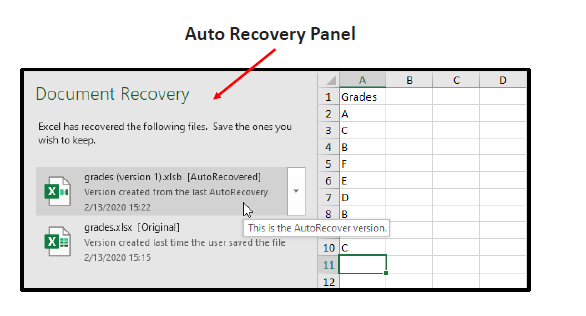 Auto Recovery Panel
Document Recovery
Excel has recovered the following files. Save the ones you
wish to keep.
grades (version 1).xlsb [AutoRecovered]
Version created from the last AutoRecovery
2/13/2020 15:22
grades.xlsx [Original]
Version created last time the user saved the file
2/13/2020 15:15
This is the AutoRecover version.
A B C D
1 Grades
2 A
3 C
4 B
5 F
6 E
7 D
8 B
10 C
11
12